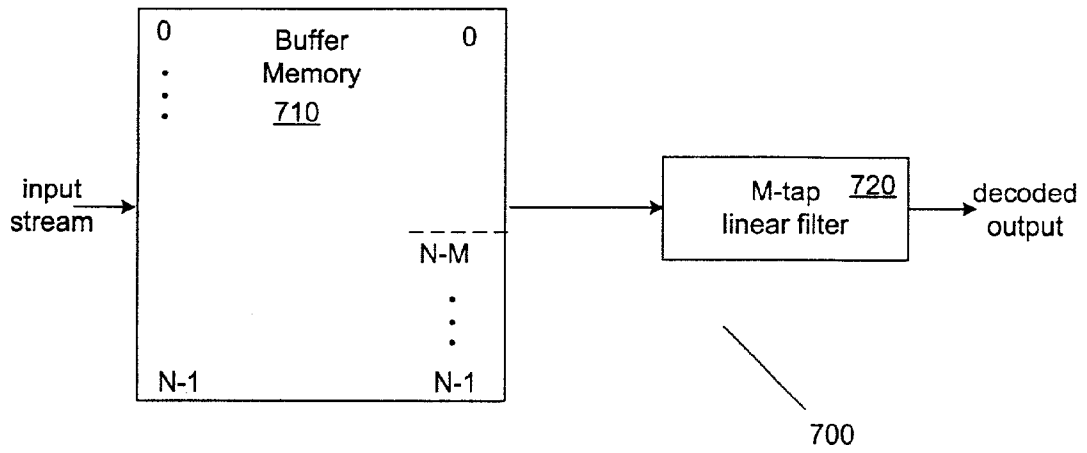 0
0
Buffer
Memory
710
input
stream
N-M
N-1
N-1
M-tap
linear filter
720
decoded
output
700